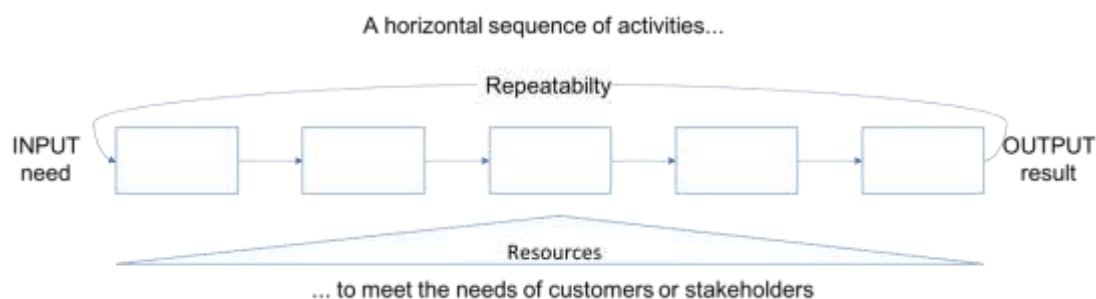 A horizontal sequence of activities...
Repeatabilty
INPUT
need
OUTPUT
result
Resources
... to meet the needs of customers or stakeholders